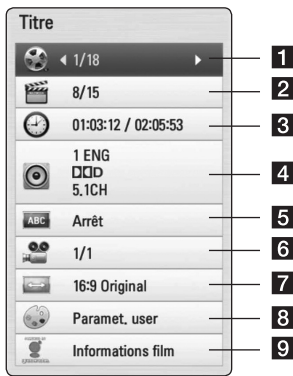 Titre
1/18
1
8/15
2
01:03:12 / 02:05:53
3
1 ENG
DD D
5.1CH
4
ABC
Arrêt
5
1/1
6
16:9 Original
7
Paramet. user
8
Informations film
9